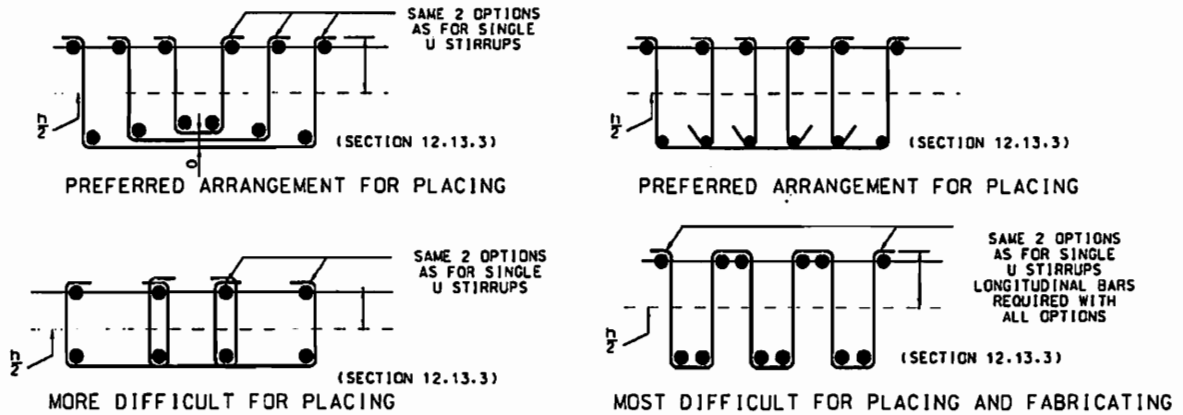 SAME 2 OPTIONS
AS FOR SINGLE
U STIRRUPS
h/2
0
(SECTION 12.13.3)
PREFERRED ARRANGEMENT FOR PLACING
h/2
(SECTION 12.13.3)
PREFERRED ARRANGEMENT FOR PLACING
SAME 2 OPTIONS
AS FOR SINGLE
U STIRRUPS
h/2
(SECTION 12.13.3)
MORE DIFFICULT FOR PLACING
SAME 2 OPTIONS
AS FOR SINGLE
U STIRRUPS
LONGITUDINAL BARS
REQUIRED WITH
ALL OPTIONS
h/2
(SECTION 12.13.3)
MOST DIFFICULT FOR PLACING AND FABRICATING